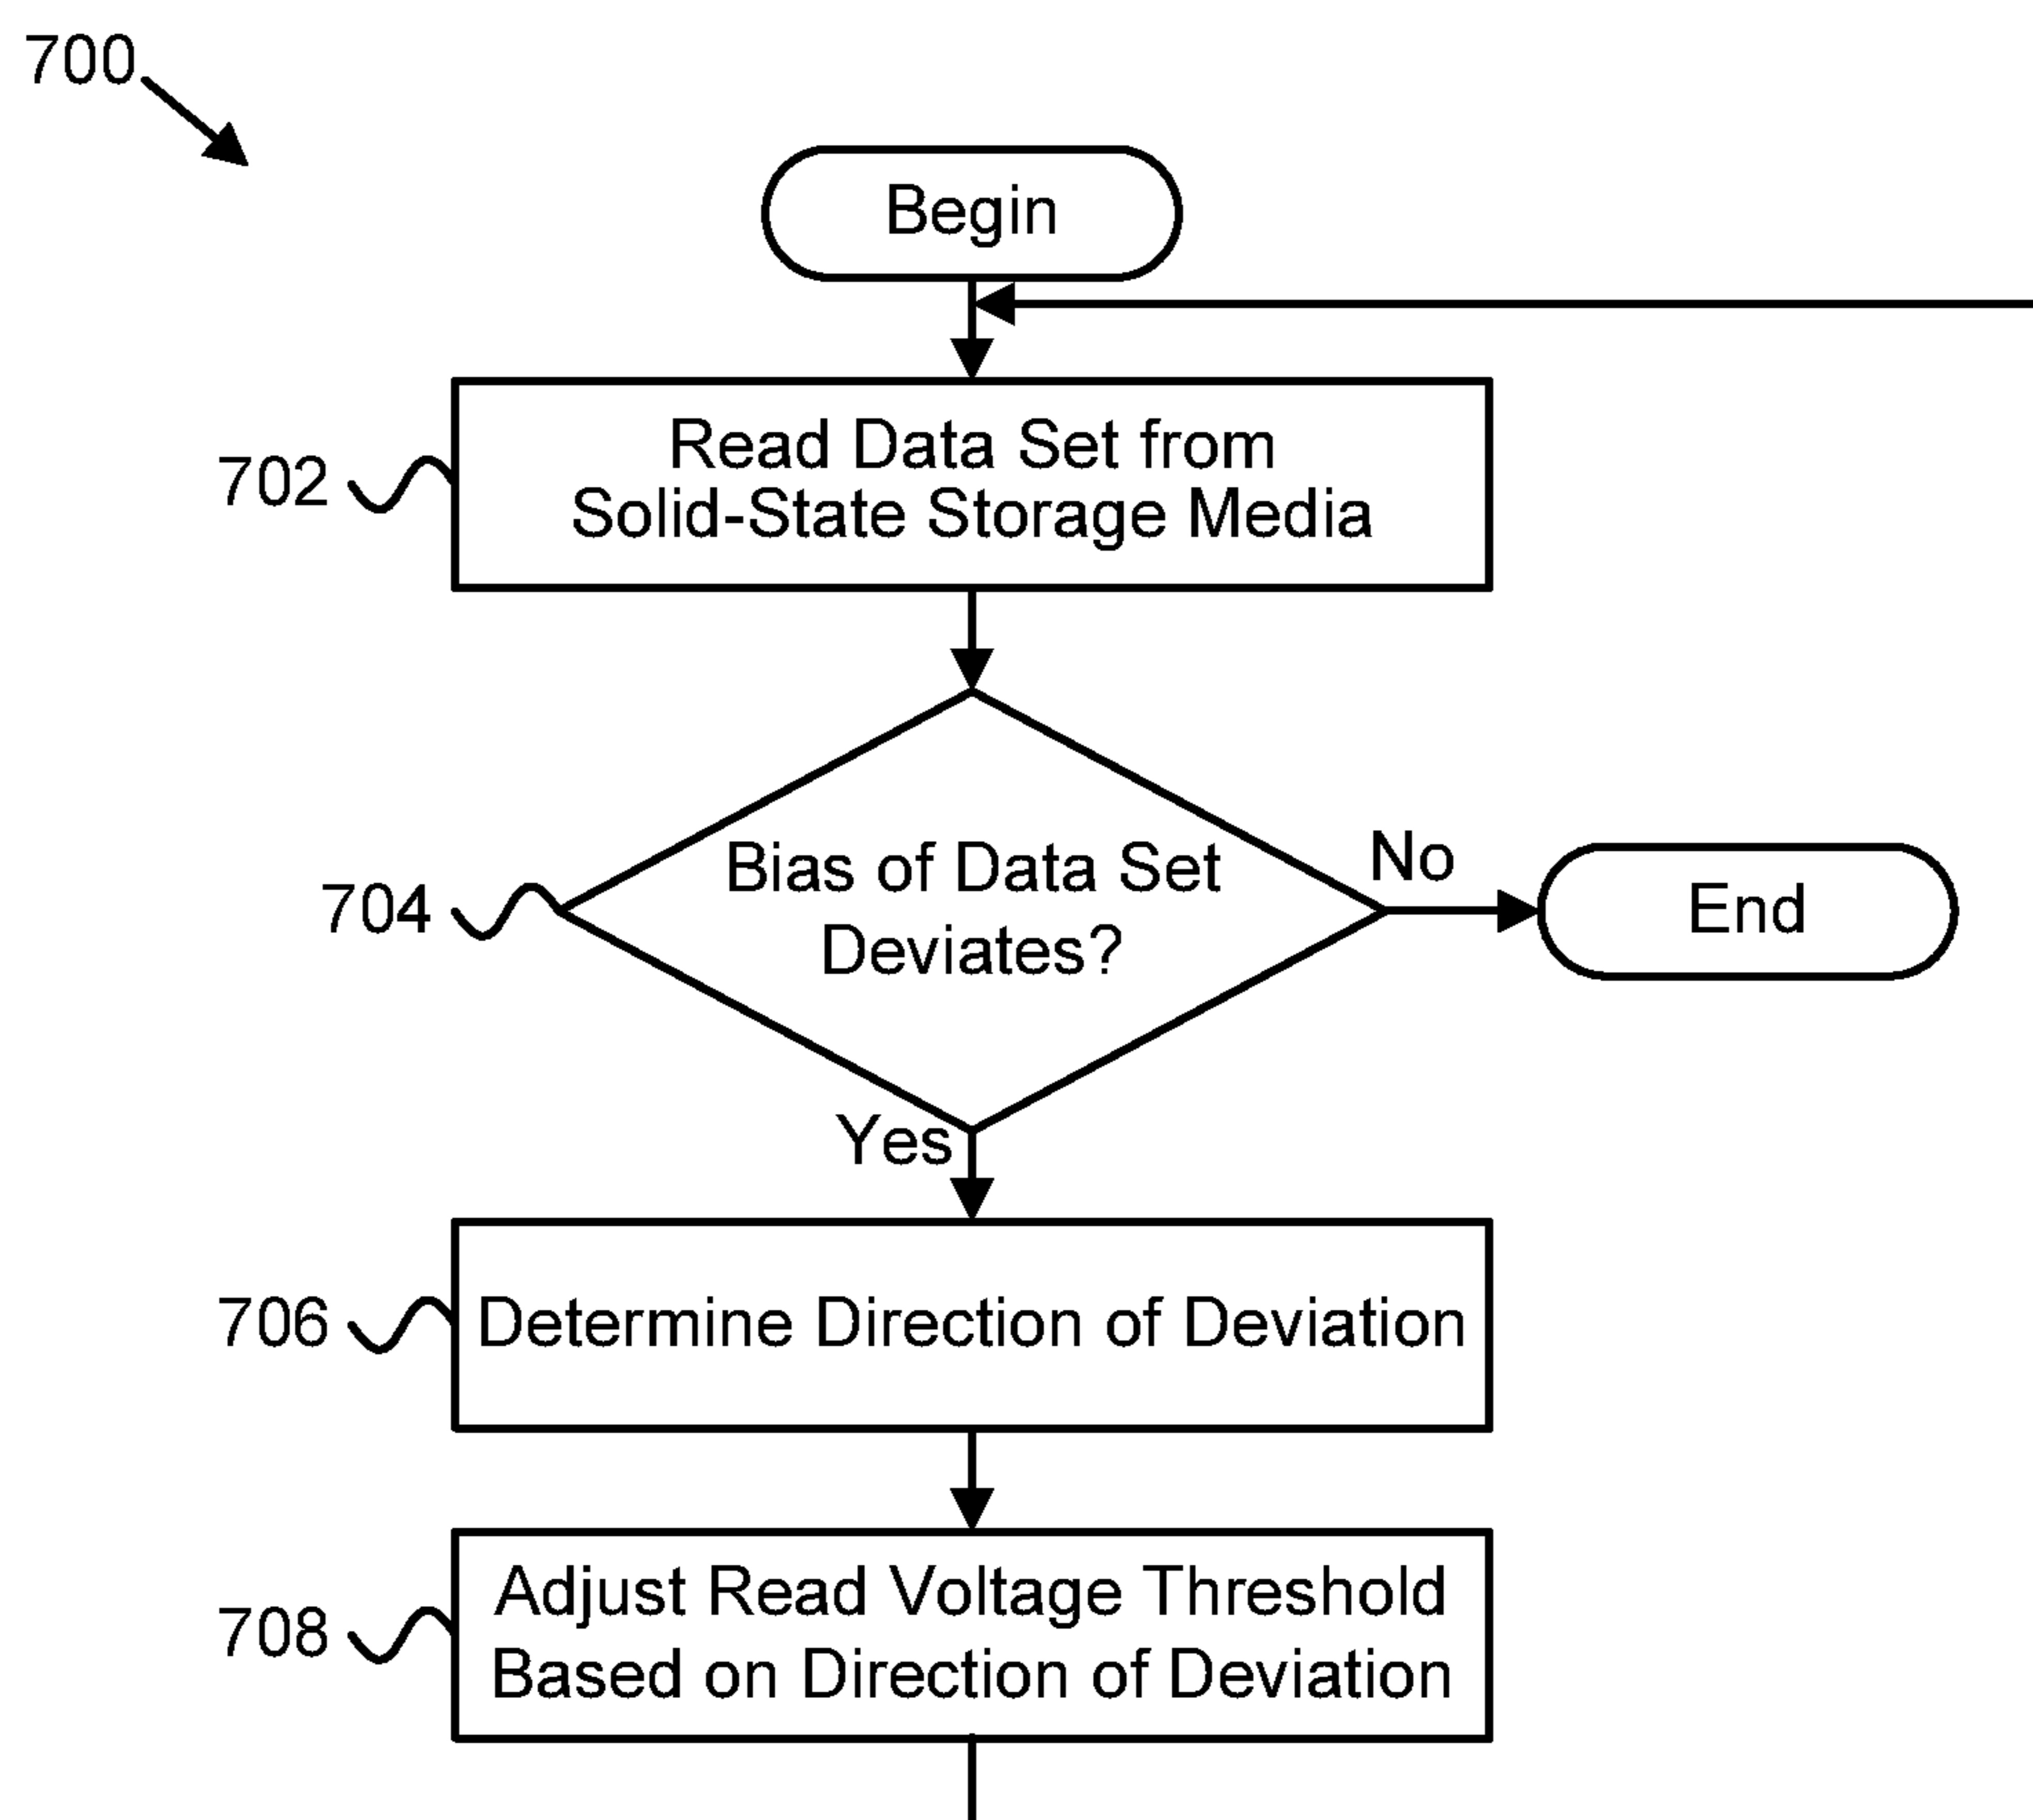 700
Begin
702
Read Data Set from
Solid-State Storage Media
704
Bias of Data Set
Deviates?
No
End
Yes
706
Determine Direction of Deviation
708
Adjust Read Voltage Threshold
Based on Direction of Deviation